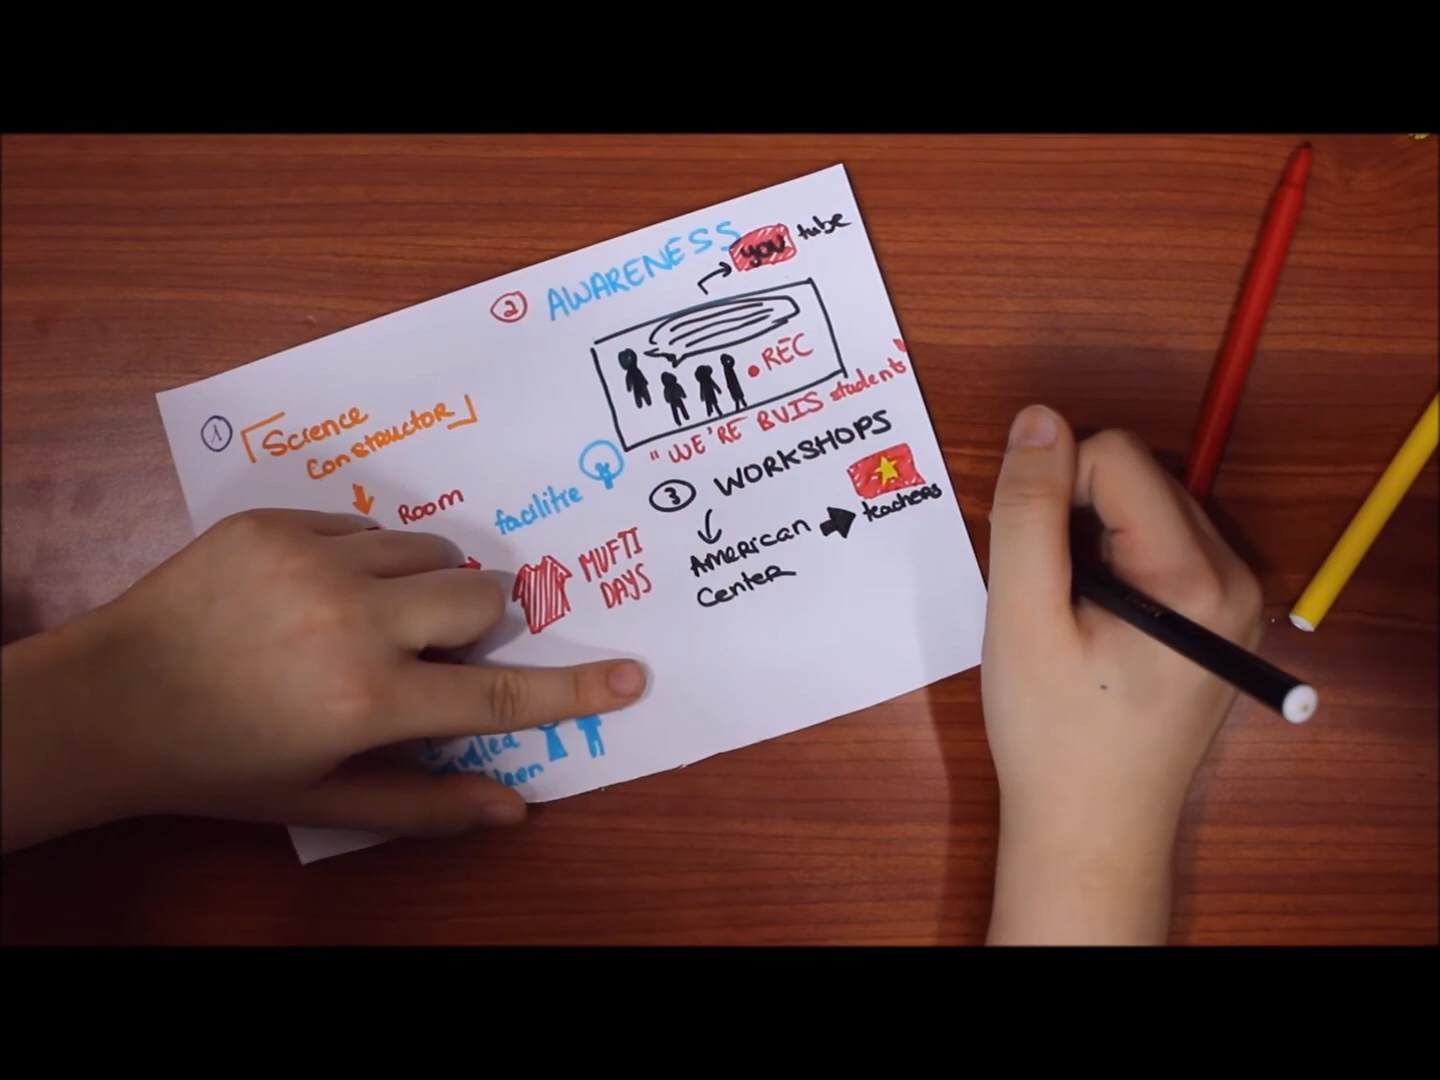 1
Science
Constructor
Room
facilitie
MUFTI
DAYS
2 AWARENESS
You tube
REC
"WE'RE BVIS students"
3 WORKSHOPS
American
Center
teachers